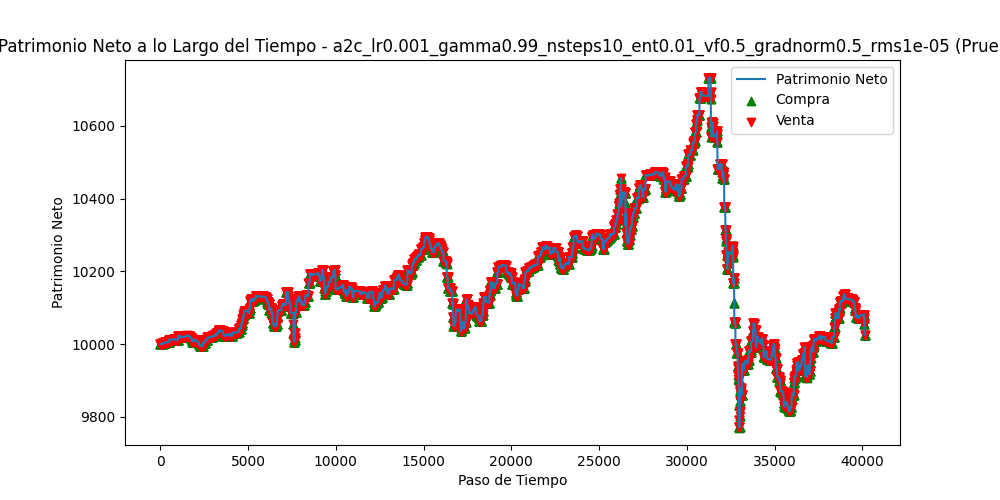 Patrimonio Neto a lo Largo del Tiempo - a2c_lr0.001_gamma0.99_nsteps10_ent0.01_vf0.5_gradnorm0.5_rms1e-05 (Prue
Patrimonio Neto
Compra
Venta
10600
10400
10200
10000
9800
Patrimonio Neto
0 5000 10000 15000 20000 25000 30000 35000 40000
Paso de Tiempo